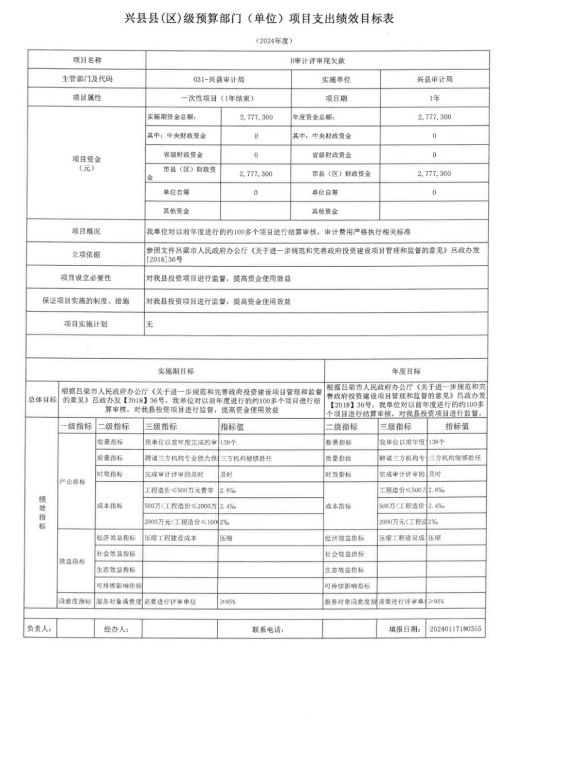 兴县县(区)级预算部门（单位）项目支出绩效目标表
（2024年度）
项目名称 H审计评审尾欠款
主管部门及代码 031-兴县审计局 实施单位 兴县审计局
项目属性 一次性项目（1年结束） 项目期 1年
项目资金（元） 实施期资金总额： 2,777,300 年度资金总额： 2,777,300
其中：中央财政资金 0 其中：中央财政资金 0
省级财政资金 0 省级财政资金 0
市县（区）财政资金 2,777,300 市县（区）财政资金 2,777,300
单位自筹 0 单位自筹 0
其他资金 其他资金
项目概况 我单位对以前年度进行的约100多个项目进行结算审核，审计费用严格执行相关标准
立项依据 参照文件吕梁市人民政府办公厅《关于进一步规范和完善政府投资建设项目管理和监督的意见》吕政办发
[2018]36号
项目设立必要性 对我县投资项目进行监督，提高资金使用效益
保证项目实施的制度、措施 对我县投资项目进行监督，提高资金使用效益
项目实施计划 无
实施期目标 年度目标
总体目标 根据吕梁市人民政府办公厅《关于进一步规范和完善政府投资建设项目管理和监督
的意见》吕政办发【2018】36号，我单位对以前年度进行的约100多个项目进行结
算审核，对我县投资项目进行监督、提高资金使用效益
根据吕梁市人民政府办公厅《关于进一步规范和完
善政府投资建设项目管理和监督的意见》吕政办发
【2018】36号，我单位对以前年度进行的约100多
个项目进行结算审核，对我县投资项目进行监督，
绩效指标 一级指标 二级指标 三级指标 指标值 二级指标 三级指标 指标值
产出指标 数量指标 我单位以前年度完成的审 138个 数量指标 我单位以前年度 138个
质量指标 聘请三方机构专业能力保 三方机构能够胜任 质量指标 聘请三方机构专 三方机构能够胜任
时效指标 完成审计评审的及时 及时 时效指标 完成审计评审的 及时
成本指标 工程造价≤500万元费率 2.8‰ 成本指标 工程造价≤500万 2.8‰
500万<工程造价≤2000万 2.4‰ 500万<工程造价 2.4‰
2000万元<工程造价≤100 2‰ 2000万元<工程造 2‰
效益指标 经济效益指标 压缩工程建设成本 压缩 经济效益指标 压缩工程建设成 压缩
社会效益指标 社会效益指标
生态效益指标 生态效益指标
可持续影响指标 可持续影响指标
满意度指标 服务对象满意度 需要进行评审单位 ≥95% 服务对象满意度 需要进行评审单 ≥95%
负责人： 经办人： 联系电话： 填报日期： 20240117180355